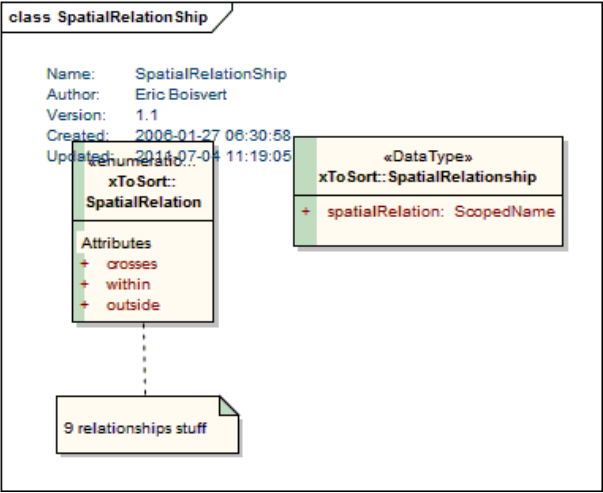 class SpatialRelationShip
Name: SpatialRelationShip
Author: Eric Boisvert
Version: 1.1
Created: 2006-01-27 06:30:58
Updated: 2011-07-04 11:19:05
«enumeratio...
xToSort::
SpatialRelation
Attributes
+ crosses
+ within
+ outside
«DataType»
xToSort::SpatialRelationship
+ spatialRelation: ScopedName
9 relationships stuff